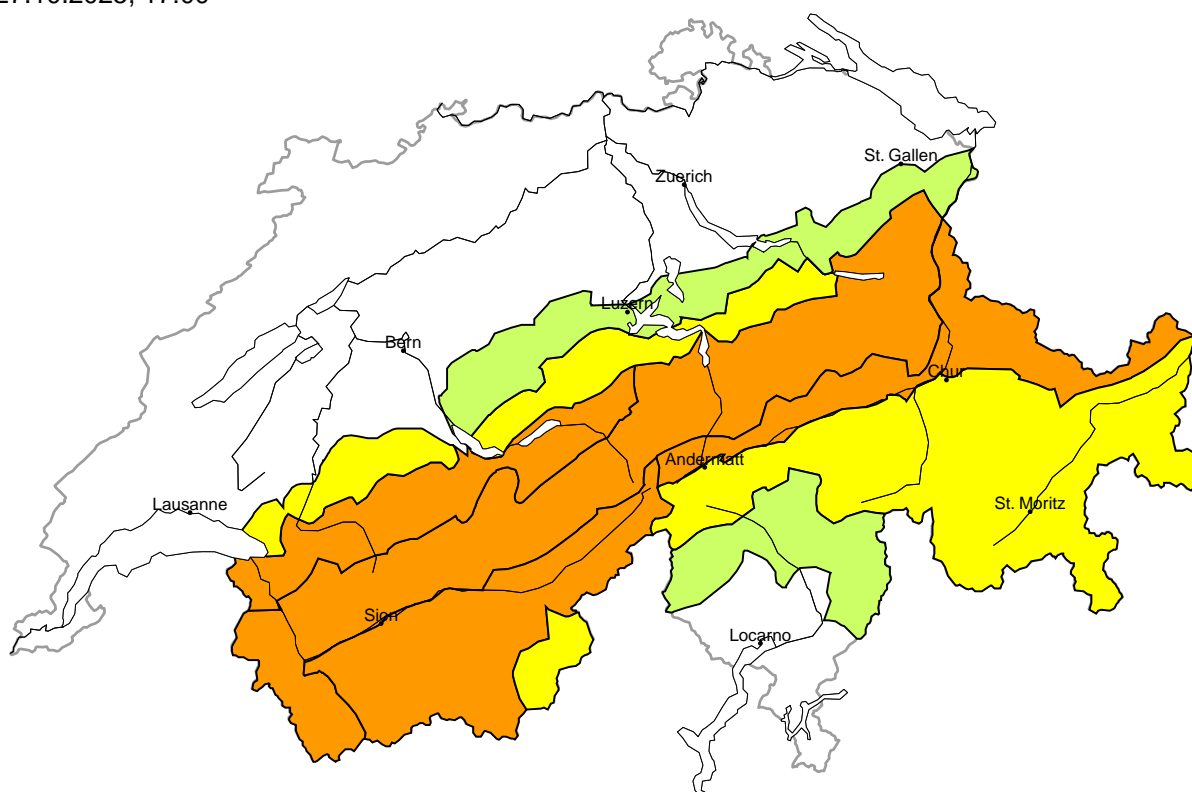 St. Gallen
Zuerich
Luzern
Bern
Chur
Andermatt
St. Moritz
Lausanne
Sion
Locarno